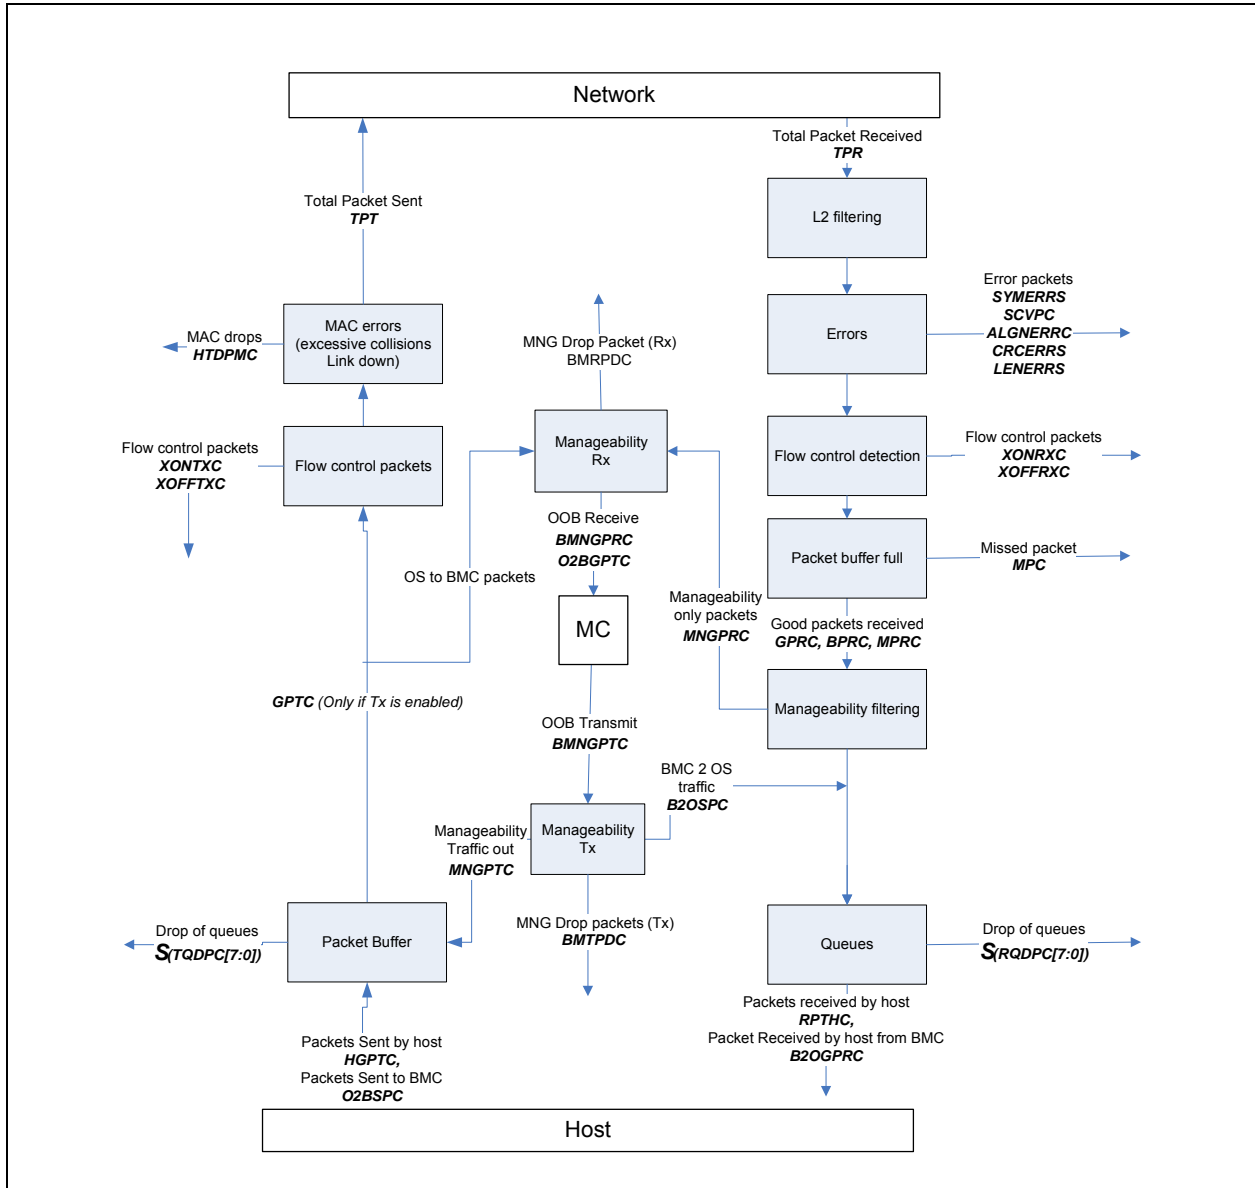 Network
Total Packet Received
TPR
L2 filtering
Total Packet Sent
TPT
Error packets
SYMERRS
SCVPC
ALGNERRC
CRCERRS
LENERRS
Errors
MAC drops
HTDPMC
MAC errors
(excessive collisions
Link down)
MNG Drop Packet (Rx)
BMRPDC
Flow control packets
XONTXC
XOFFTXC
Flow control packets
Manageability
Rx
Flow control detection
Flow control packets
XONRXC
XOFFRXC
OOB Receive
BMNGPRC
O2BGPTC
Packet buffer full
Missed packet
MPC
OS to BMC packets
Manageability
only packets
MNGPRC
Good packets received
GPRC, BPRC, MPRC
MC
GPTC (Only if Tx is enabled)
Manageability filtering
OOB Transmit
BMNGPTC
BMC 2 OS
traffic
B2OSPC
Manageability
Traffic out
MNGPTC
Manageability
Tx
MNG Drop packets (Tx)
BMTPDC
Drop of queues
S(TQDPC[7:0])
Packet Buffer
Queues
Drop of queues
S(RQDPC[7:0])
Packets Sent by host
HGPTC,
Packets Sent to BMC
O2BSPC
Packets received by host
RPTHC,
Packet Received by host from BMC
B2OGPRC
Host